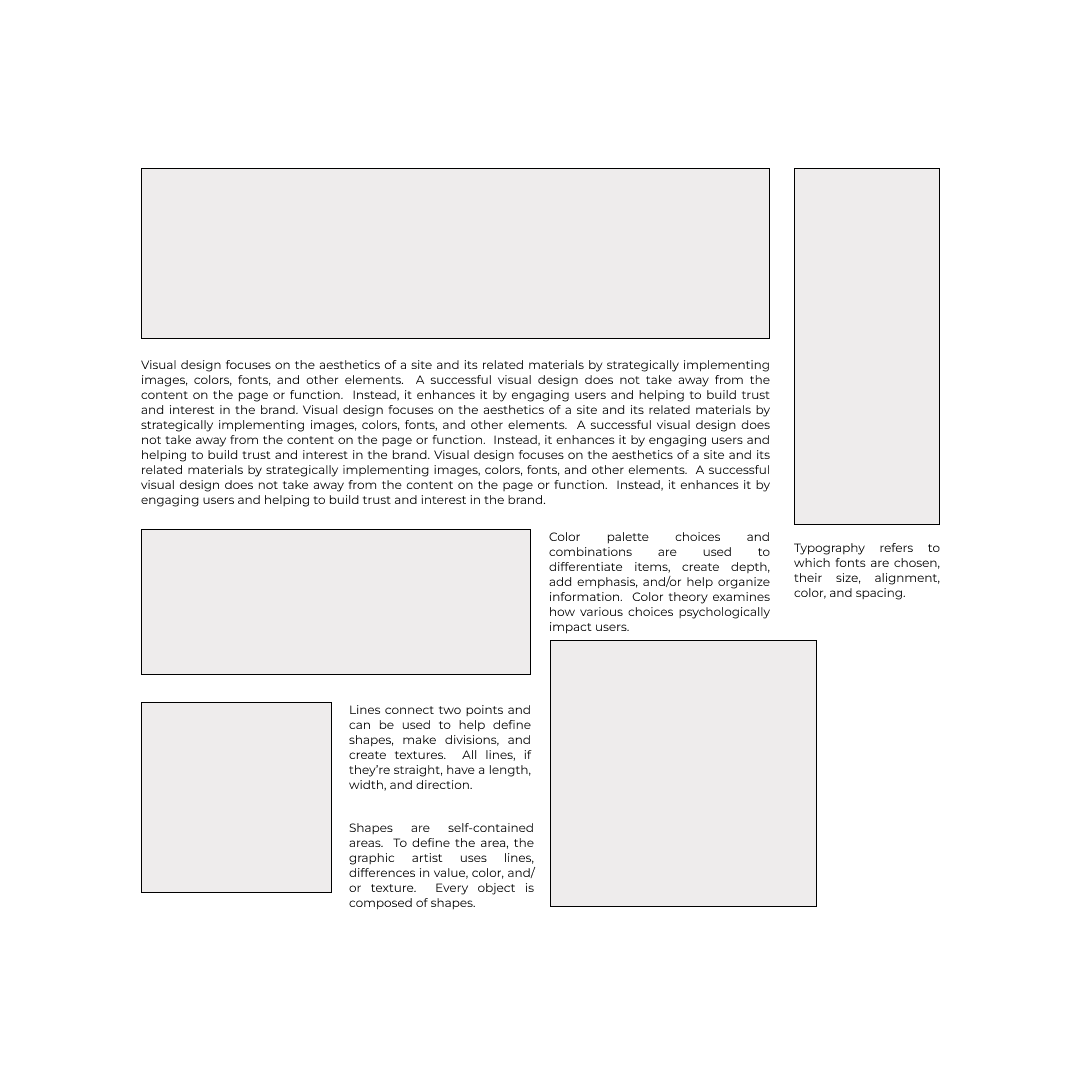 Visual design focuses on the aesthetics of a site and its related materials by strategically implementing
images, colors, fonts, and other elements.  A successful visual design does not take away from the
content on the page or function.  Instead, it enhances it by engaging users and helping to build trust
and interest in the brand. Visual design focuses on the aesthetics of a site and its related materials by
strategically implementing images, colors, fonts, and other elements.  A successful visual design does
not take away from the content on the page or function.  Instead, it enhances it by engaging users and
helping to build trust and interest in the brand. Visual design focuses on the aesthetics of a site and its
related materials by strategically implementing images, colors, fonts, and other elements.  A successful
visual design does not take away from the content on the page or function.  Instead, it enhances it by
engaging users and helping to build trust and interest in the brand.
Color palette choices and
combinations are used to
differentiate items, create depth,
add emphasis, and/or help organize
information.  Color theory examines
how various choices psychologically
impact users.
Typography refers to
which fonts are chosen,
their size, alignment,
color, and spacing.
Lines connect two points and
can be used to help define
shapes, make divisions, and
create textures.  All lines, if
they’re straight, have a length,
width, and direction.
Shapes are self-contained
areas.  To define the area, the
graphic artist uses lines,
differences in value, color, and/
or texture.  Every object is
composed of shapes.